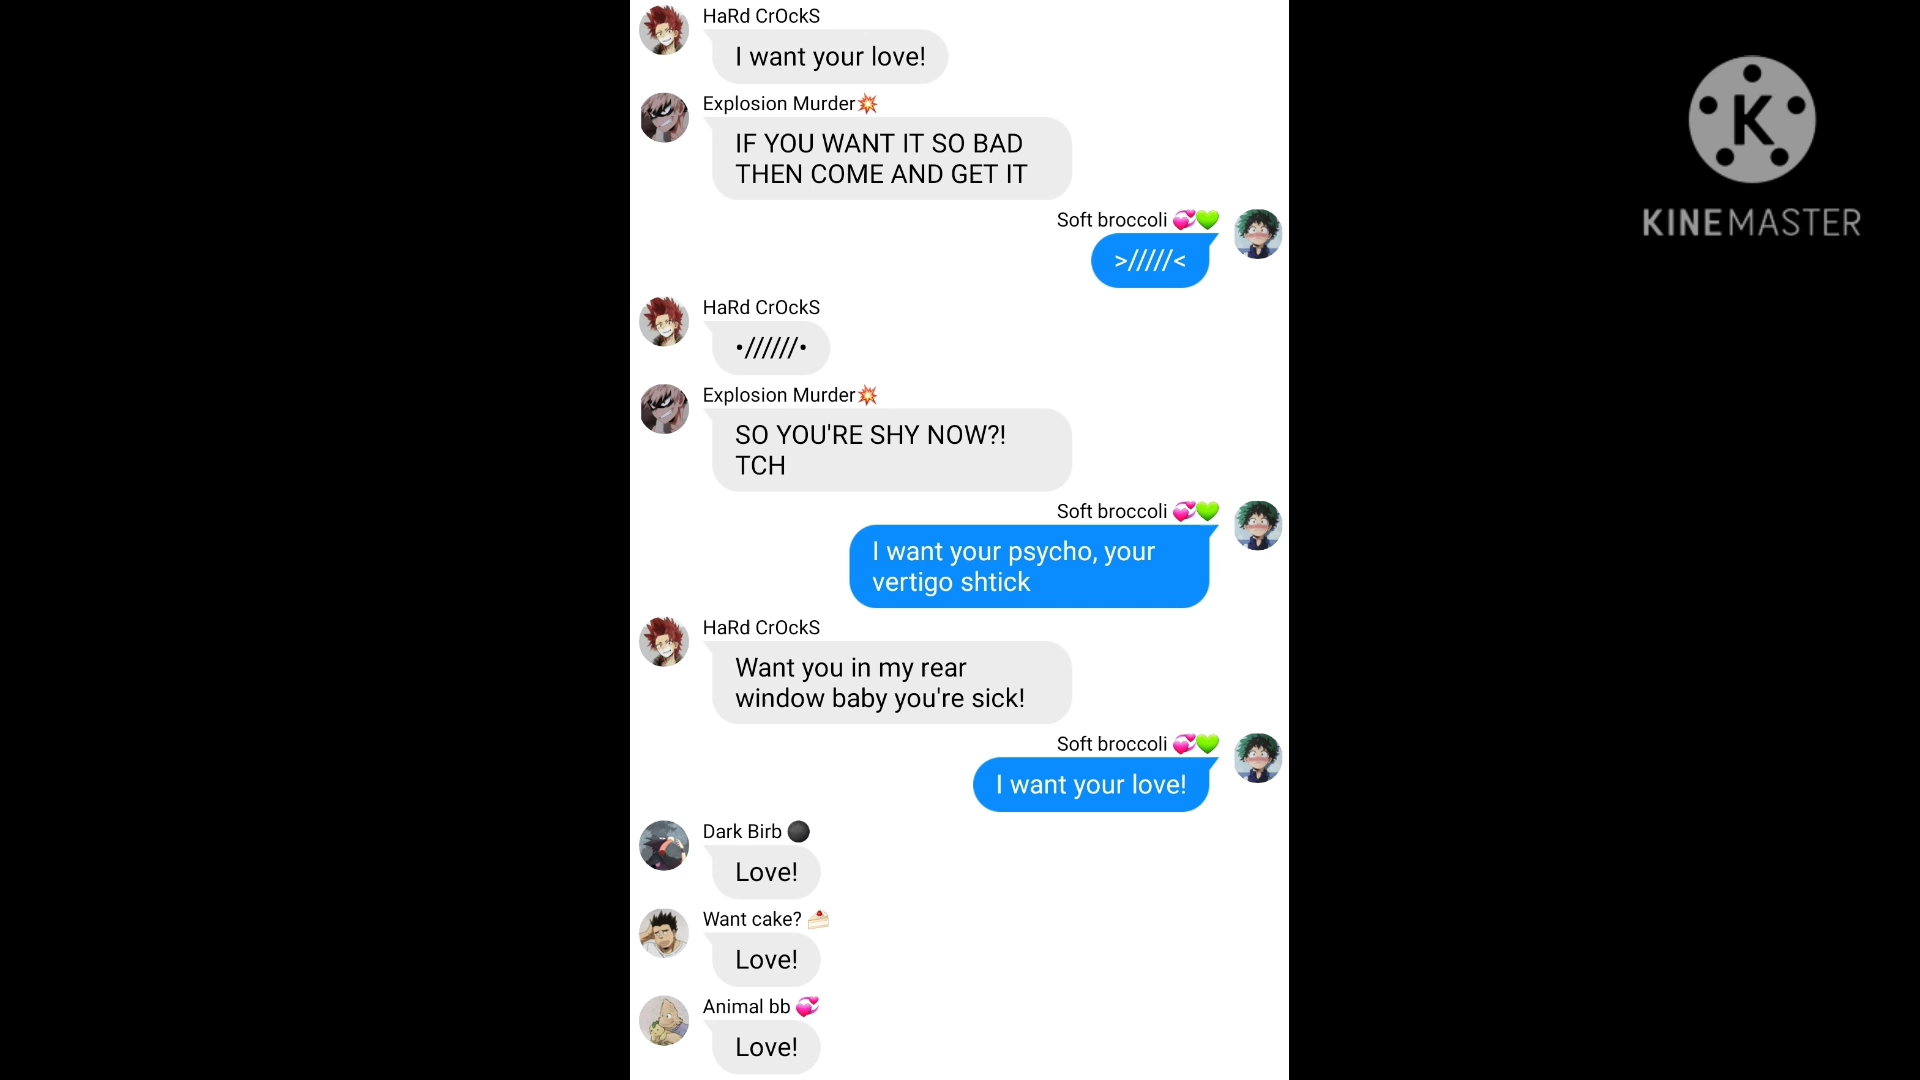 HaRd CrOckS
I want your love!
Explosion Murder💥
IF YOU WANT IT SO BAD
THEN COME AND GET IT
Soft broccoli 💞💚
>/////<
HaRd CrOckS
•//////•
Explosion Murder💥
SO YOU'RE SHY NOW?!
TCH
Soft broccoli 💞💚
I want your psycho, your
vertigo shtick
HaRd CrOckS
Want you in my rear
window baby you're sick!
Soft broccoli 💞💚
I want your love!
Dark Birb ⚫
Love!
Want cake? 🍰
Love!
Animal bb 💞
Love!
K
KINEMASTER